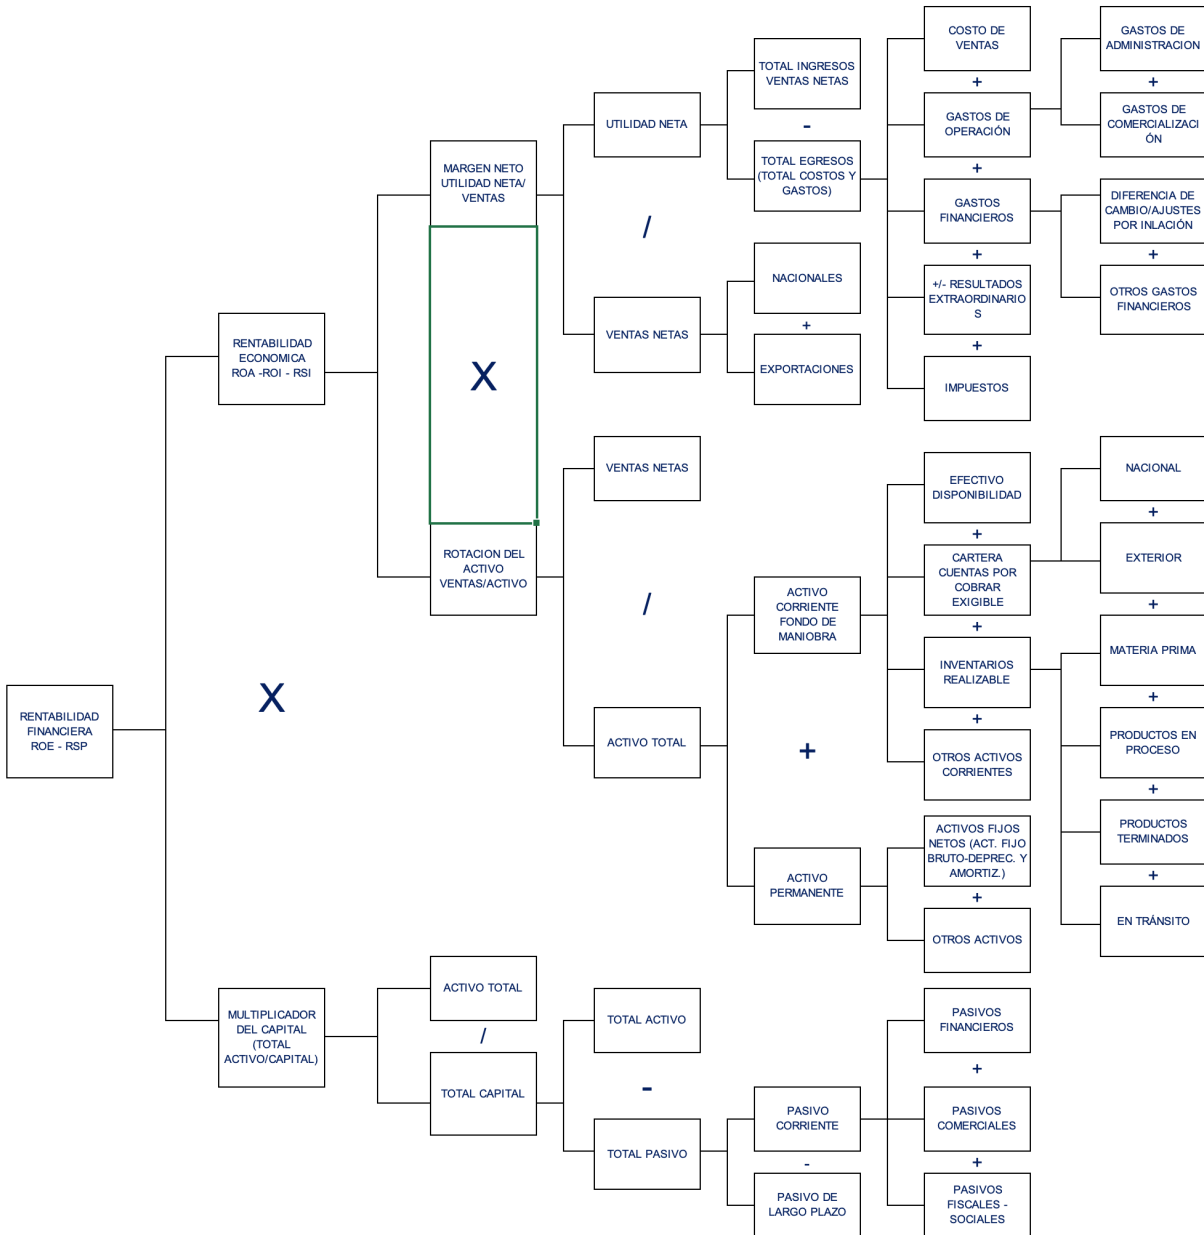 RENTABILIDAD
FINANCIERA
ROE - RSP
RENTABILIDAD
ECONOMICA
ROA -ROI - RSI
X
MULTIPLICADOR
DEL CAPITAL
(TOTAL
ACTIVO/CAPITAL)
MARGEN NETO
UTILIDAD NETA/
VENTAS
X
ROTACION DEL
ACTIVO
VENTAS/ACTIVO
ACTIVO TOTAL
/
TOTAL CAPITAL
UTILIDAD NETA
/
VENTAS NETAS
VENTAS NETAS
/
ACTIVO TOTAL
TOTAL ACTIVO
-
TOTAL PASIVO
TOTAL INGRESOS
VENTAS NETAS
-
TOTAL EGRESOS
(TOTAL COSTOS Y
GASTOS)
NACIONALES
+
EXPORTACIONES
ACTIVO
CORRIENTE
FONDO DE
MANIOBRA
+
ACTIVO
PERMANENTE
PASIVO
CORRIENTE
-
PASIVO DE
LARGO PLAZO
COSTO DE
VENTAS
+
GASTOS DE
OPERACIÓN
+
GASTOS
FINANCIEROS
+
+/- RESULTADOS
EXTRAORDINARIO
S
+
IMPUESTOS
EFECTIVO
DISPONIBILIDAD
+
CARTERA
CUENTAS POR
COBRAR
EXIGIBLE
+
INVENTARIOS
REALIZABLE
+
OTROS ACTIVOS
CORRIENTES
ACTIVOS FIJOS
NETOS (ACT. FIJO
BRUTO-DEPREC. Y
AMORTIZ.)
+
OTROS ACTIVOS
PASIVOS
FINANCIEROS
+
PASIVOS
COMERCIALES
+
PASIVOS
FISCALES -
SOCIALES
GASTOS DE
ADMINISTRACION
+
GASTOS DE
COMERCIALIZACI
ÓN
DIFERENCIA DE
CAMBIO/AJUSTES
POR INLACIÓN
+
OTROS GASTOS
FINANCIEROS
NACIONAL
+
EXTERIOR
+
MATERIA PRIMA
+
PRODUCTOS EN
PROCESO
+
PRODUCTOS
TERMINADOS
+
EN TRÁNSITO